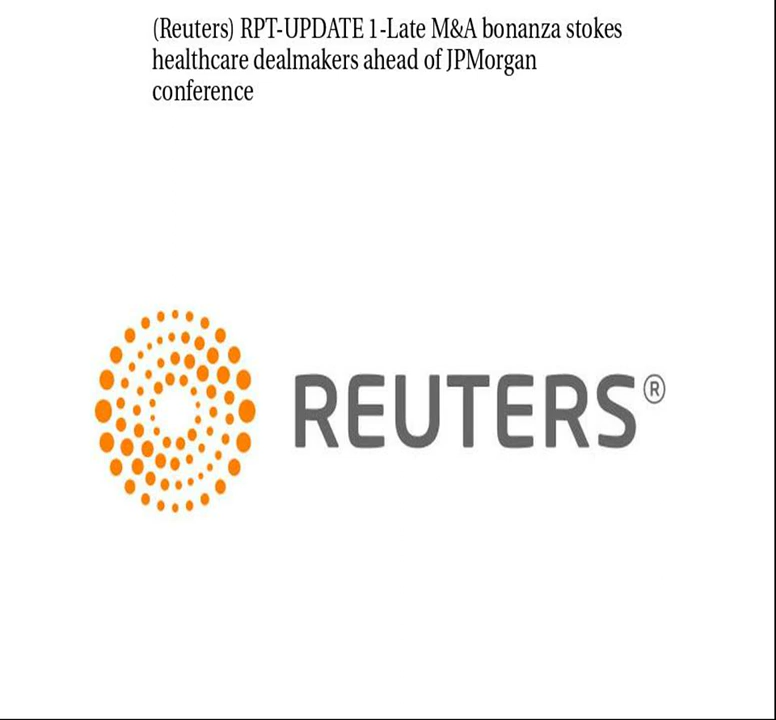 (Reuters) RPT-UPDATE 1-Late M&A bonanza stokes
healthcare dealmakers ahead of JPMorgan
conference
REUTERS®